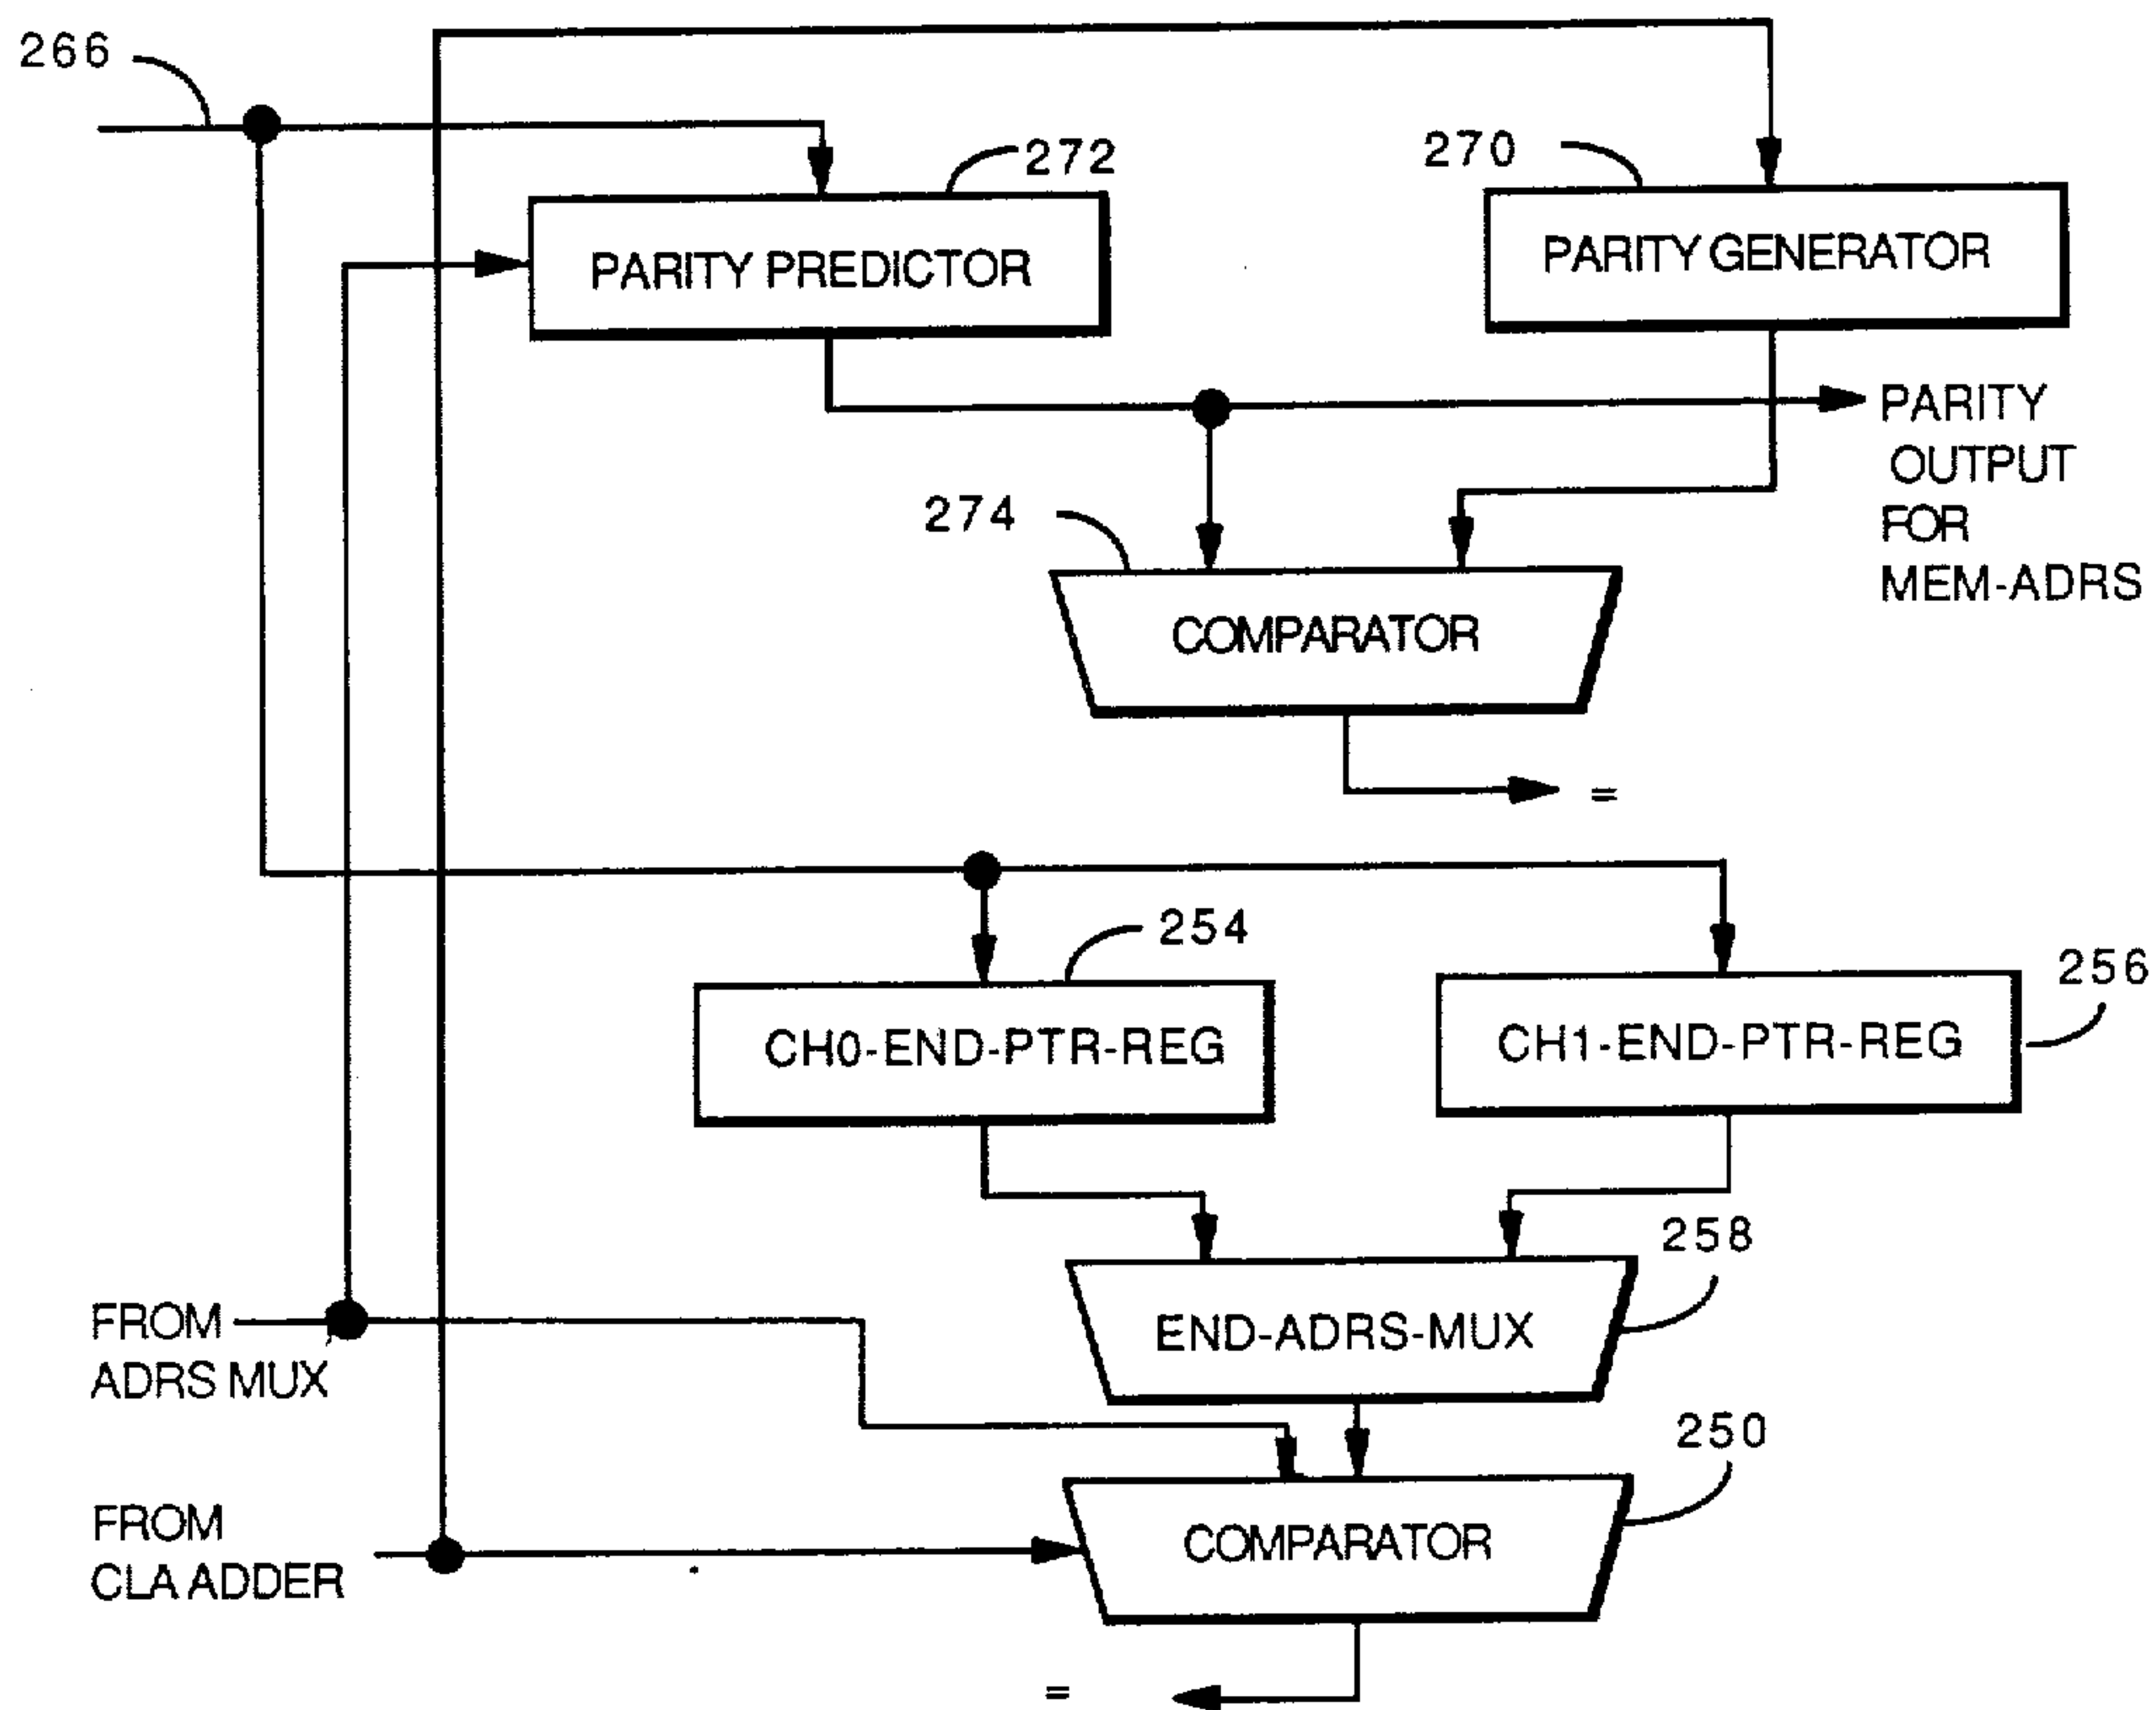 266
272
270
PARITY PREDICTOR
PARITY GENERATOR
PARITY
OUTPUT
FOR
MEM-ADRS
274
COMPARATOR
=
254
256
CH0-END-PTR-REG
CH1-END-PTR-REG
258
FROM
ADRS MUX
END-ADRS-MUX
250
FROM
CLA ADDER
COMPARATOR
=